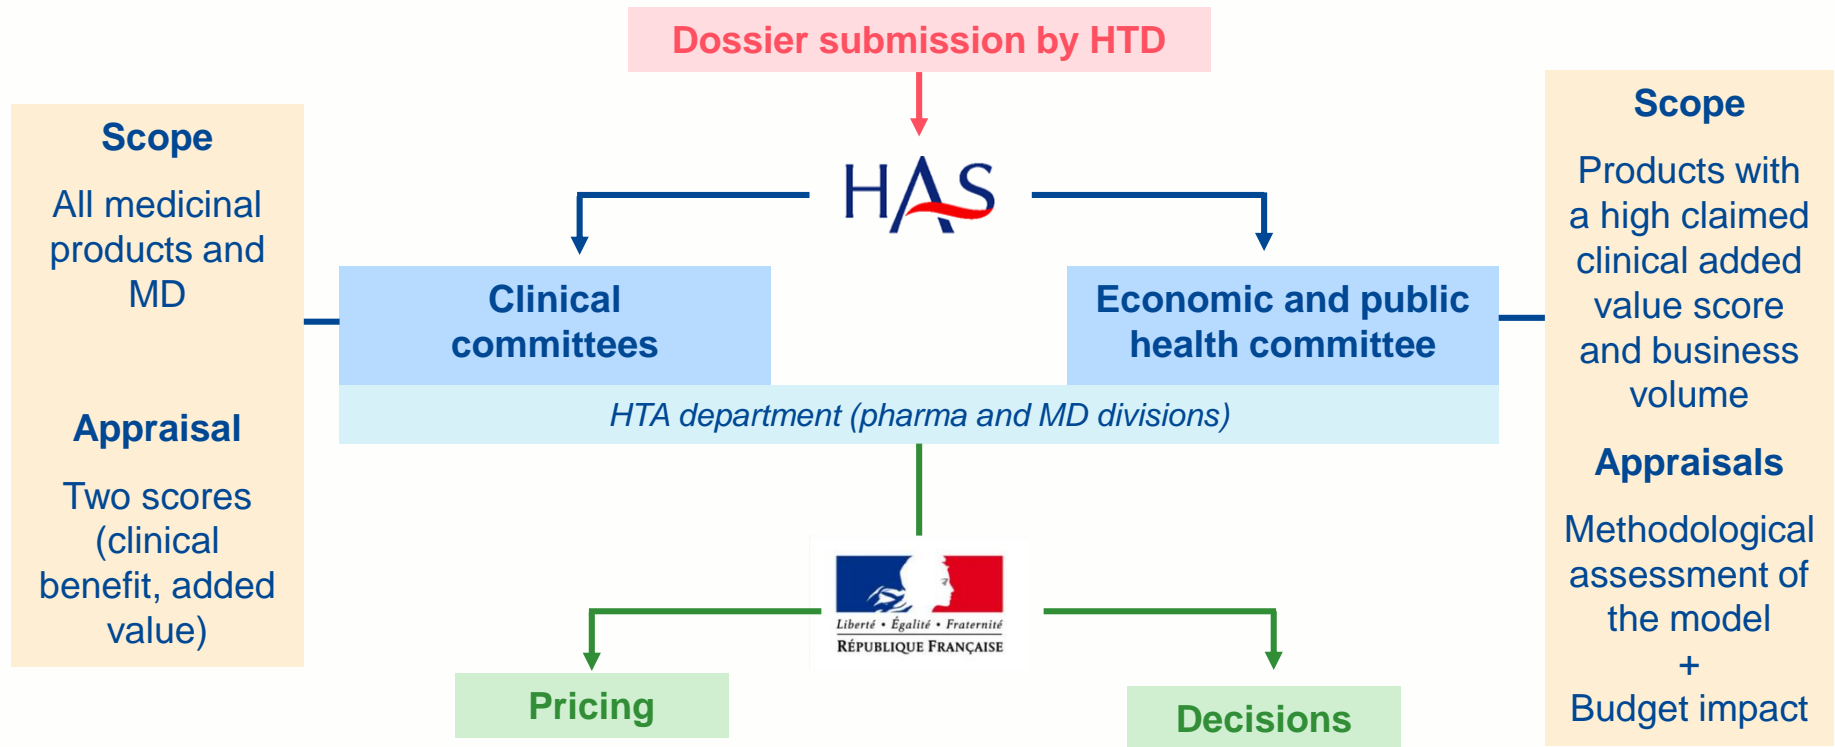 Dossier submission by HTD
HAS
Scope
All medicinal
products and
MD
Appraisal
Two scores
(clinical
benefit, added
value)
Clinical
committees
Economic and public
health committee
HTA department (pharma and MD divisions)
Scope
Products with
a high claimed
clinical added
value score
and business
volume
Appraisals
Methodological
assessment of
the model
+
Budget impact
Liberté • Égalité • Fraternité
RÉPUBLIQUE FRANÇAISE
Pricing
Decisions